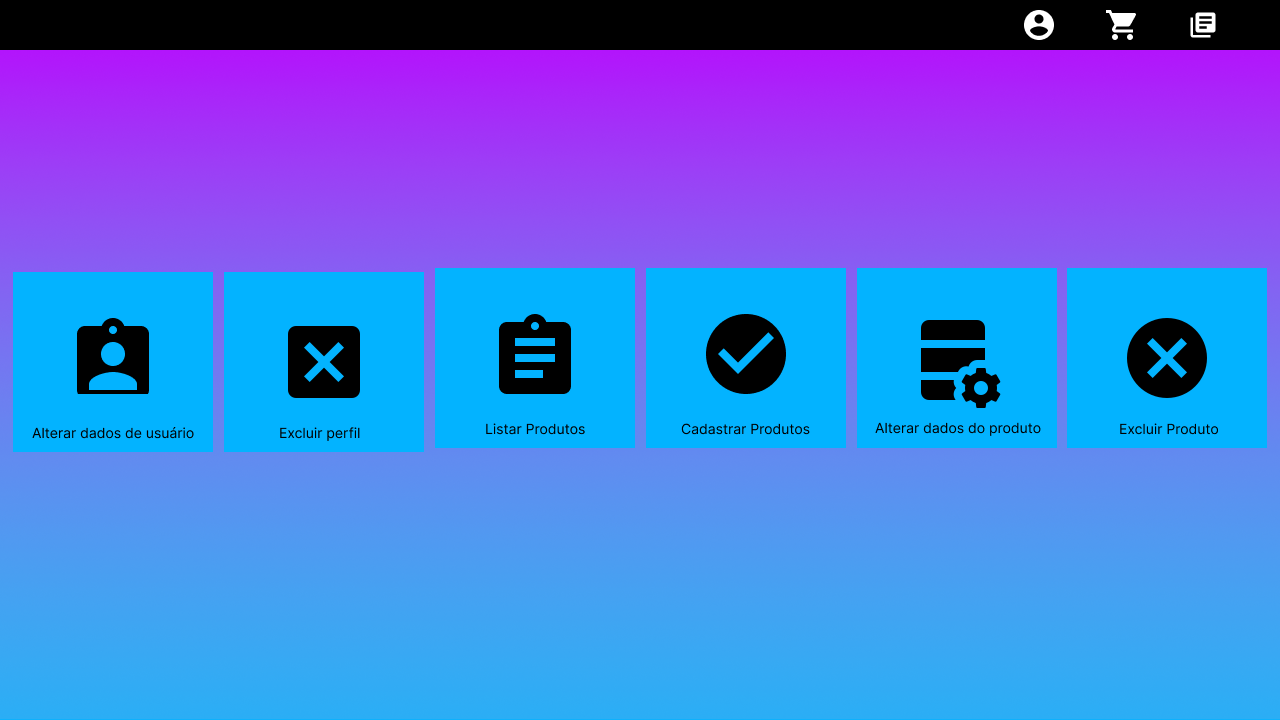 Alterar dados de usuário
Excluir perfil
Listar Produtos
Cadastrar Produtos
Alterar dados do produto
Excluir Produto